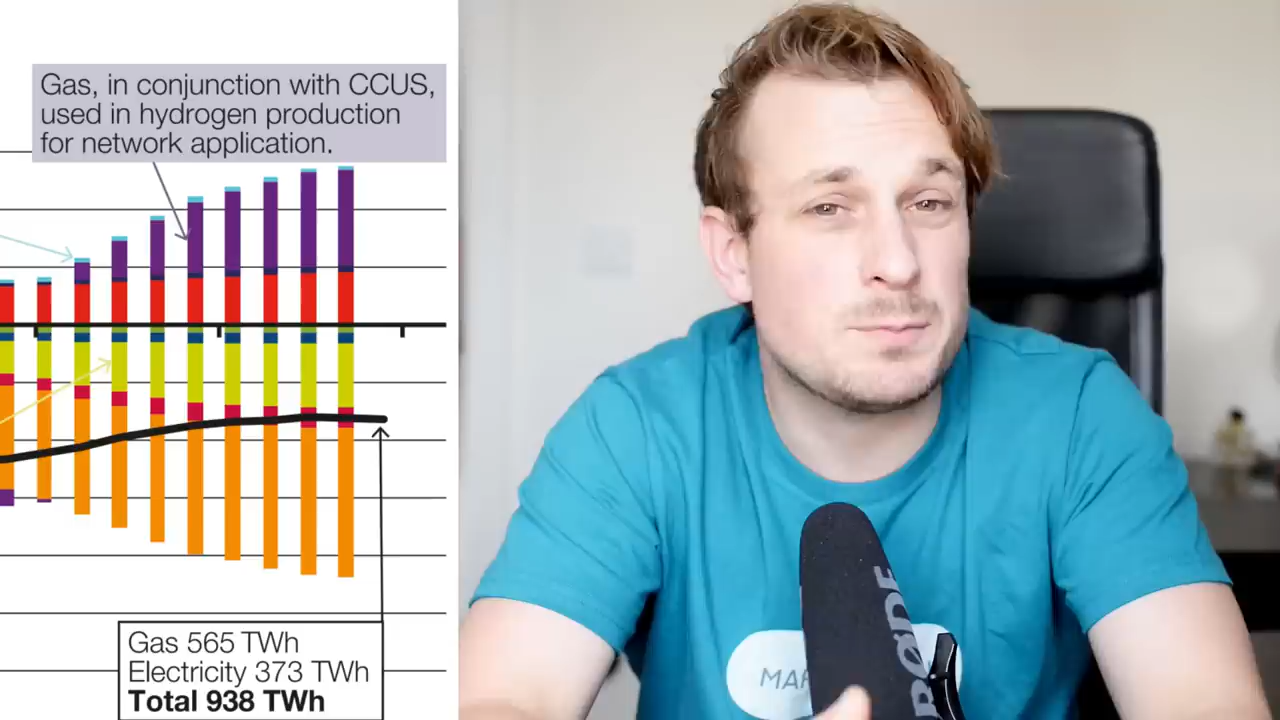 Gas, in conjunction with CCUS,
used in hydrogen production
for network application.
Gas 565 TWh
Electricity 373 TWh
Total 938 TWh
RØDE